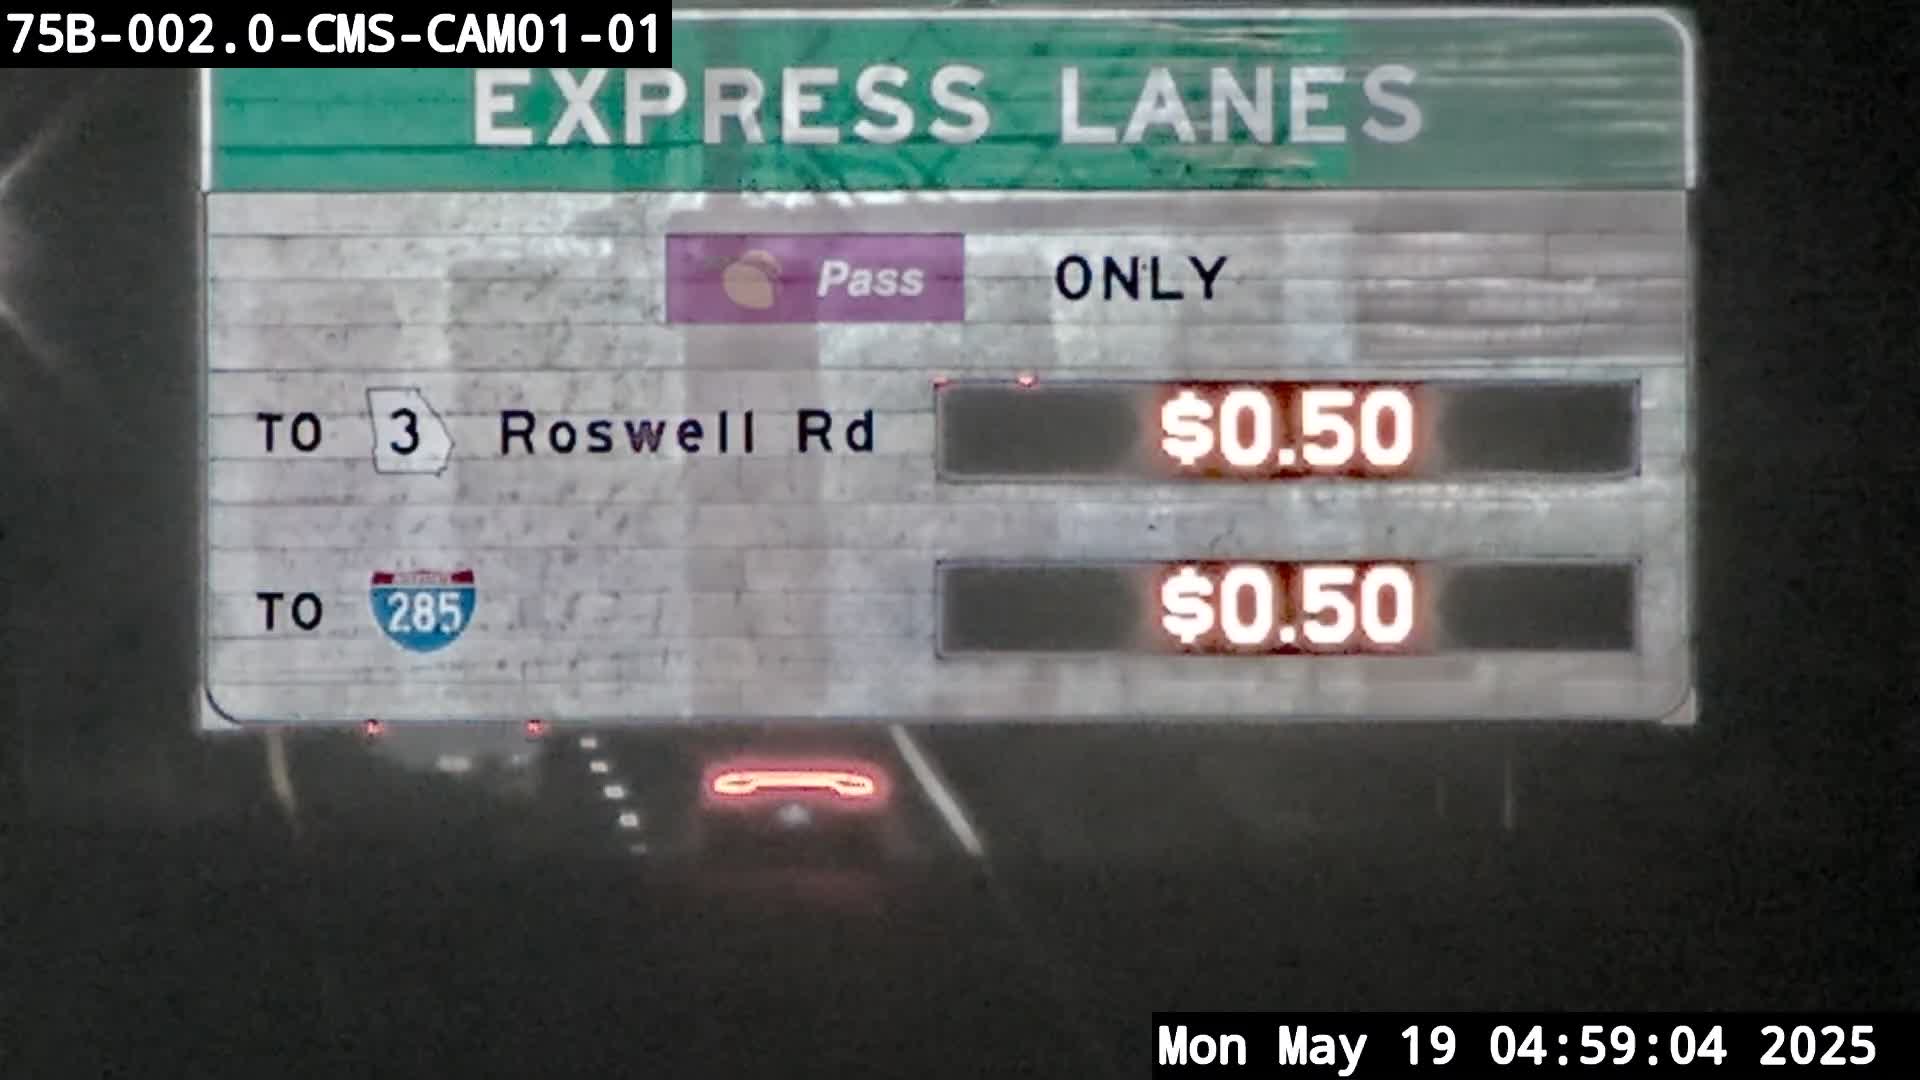 75B-002.0-CMS-CAM01-01
EXPRESS LANES
Pass ONLY
TO 3 Roswell Rd $0.50
TO 285 $0.50
Mon May 19 04:59:04 2025